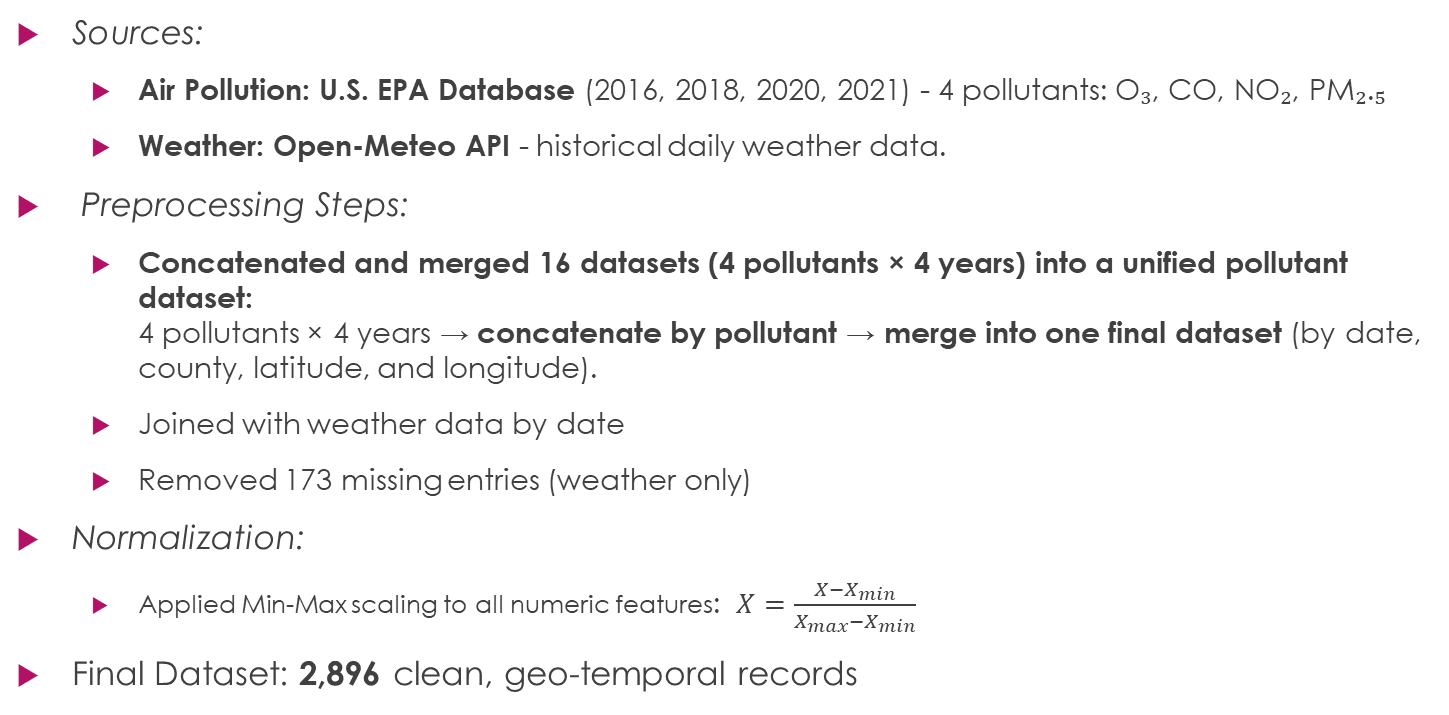 Sources:
Air Pollution: U.S. EPA Database (2016, 2018, 2020, 2021) - 4 pollutants: O₃, CO, NO₂, PM₂.₅
Weather: Open-Meteo API - historical daily weather data.
Preprocessing Steps:
Concatenated and merged 16 datasets (4 pollutants × 4 years) into a unified pollutant
dataset:
4 pollutants × 4 years → concatenate by pollutant → merge into one final dataset (by date,
county, latitude, and longitude).
Joined with weather data by date
Removed 173 missing entries (weather only)
Normalization:
Applied Min-Max scaling to all numeric features: X = (X−Xmin)/(Xmax−Xmin)
Final Dataset: 2,896 clean, geo-temporal records